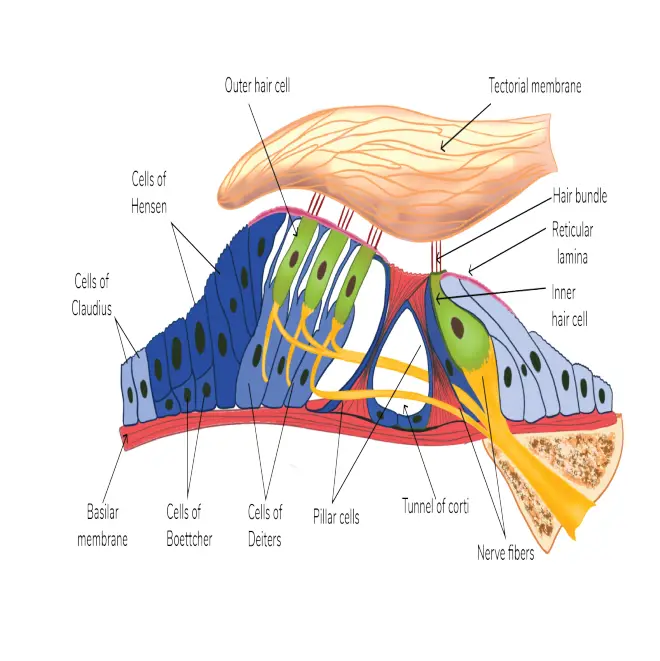 Outer hair cell
Tectorial membrane
Cells of
Hensen
Hair bundle
Reticular
lamina
Cells of
Claudius
Inner
hair cell
Basilar
membrane
Cells of
Boettcher
Cells of
Deiters
Pillar cells
Tunnel of corti
Nerve fibers